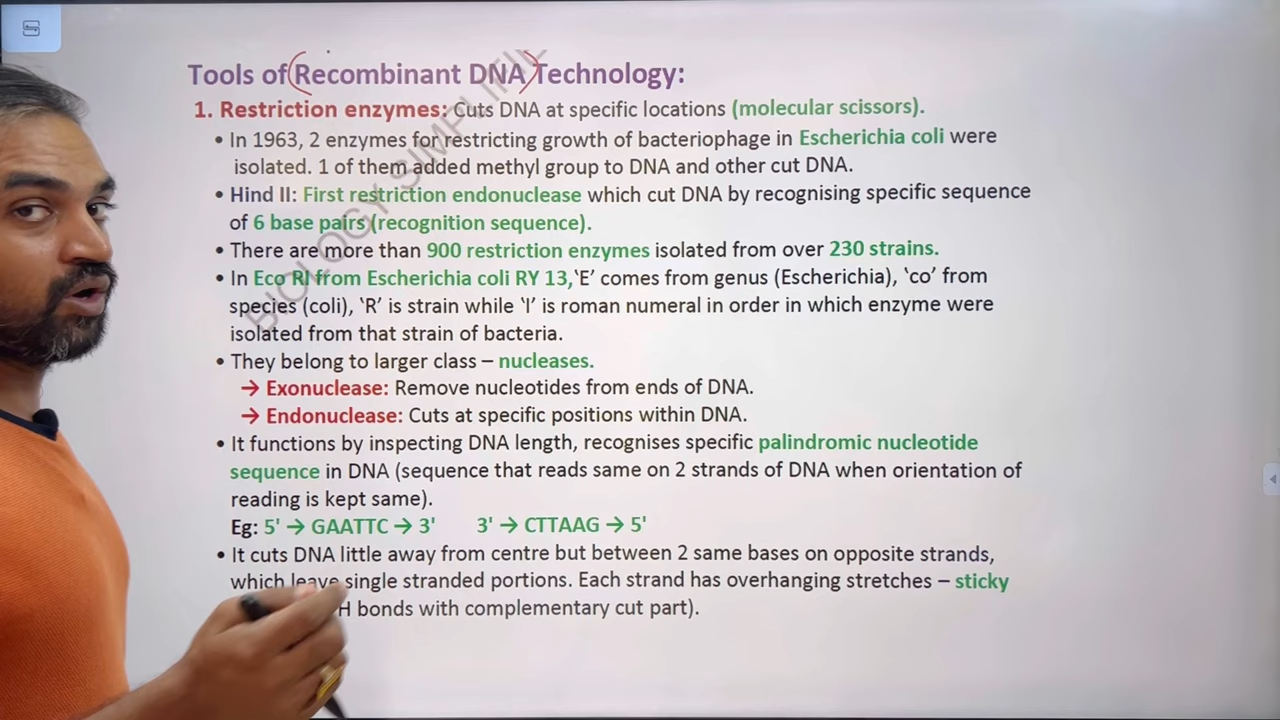 Tools of (Recombinant DNA) Technology:
1. Restriction enzymes: Cuts DNA at specific locations (molecular scissors).
• In 1963, 2 enzymes for restricting growth of bacteriophage in Escherichia coli were
isolated. 1 of them added methyl group to DNA and other cut DNA.
• Hind II: First restriction endonuclease which cut DNA by recognising specific sequence
of 6 base pairs (recognition sequence).
• There are more than 900 restriction enzymes isolated from over 230 strains.
• In Eco RI from Escherichia coli RY 13, 'E' comes from genus (Escherichia), 'co' from
species (coli), 'R' is strain while 'I' is roman numeral in order in which enzyme were
isolated from that strain of bacteria.
• They belong to larger class – nucleases.
→ Exonuclease: Remove nucleotides from ends of DNA.
→ Endonuclease: Cuts at specific positions within DNA.
• It functions by inspecting DNA length, recognises specific palindromic nucleotide
sequence in DNA (sequence that reads same on 2 strands of DNA when orientation of
reading is kept same).
Eg: 5' → GAATTC → 3' 3' → CTTAAG → 5'
• It cuts DNA little away from centre but between 2 same bases on opposite strands,
which leave single stranded portions. Each strand has overhanging stretches – sticky
H bonds with complementary cut part).
BIOLOGY SIMPLIFIE